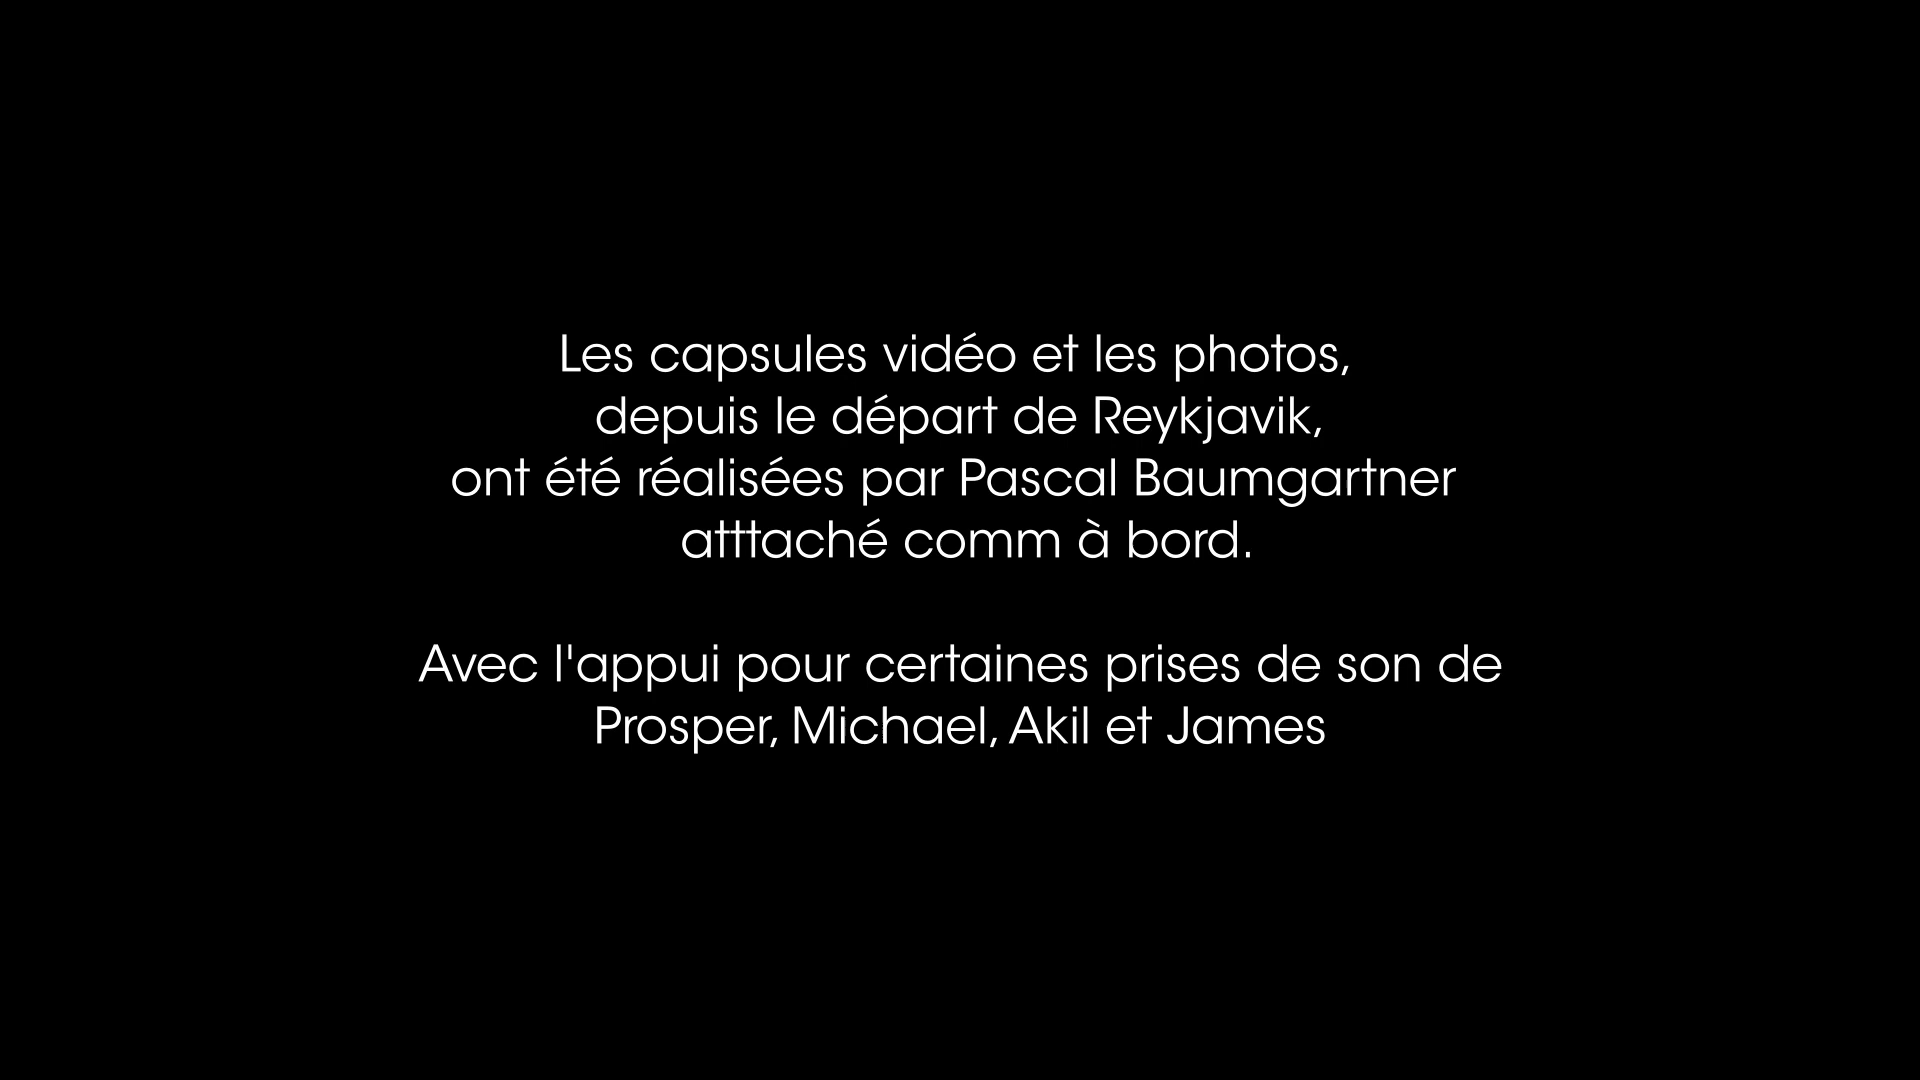 Les capsules vidéo et les photos,
depuis le départ de Reykjavik,
ont été réalisées par Pascal Baumgartner
atttaché comm à bord.
Avec l'appui pour certaines prises de son de
Prosper, Michael, Akil et James